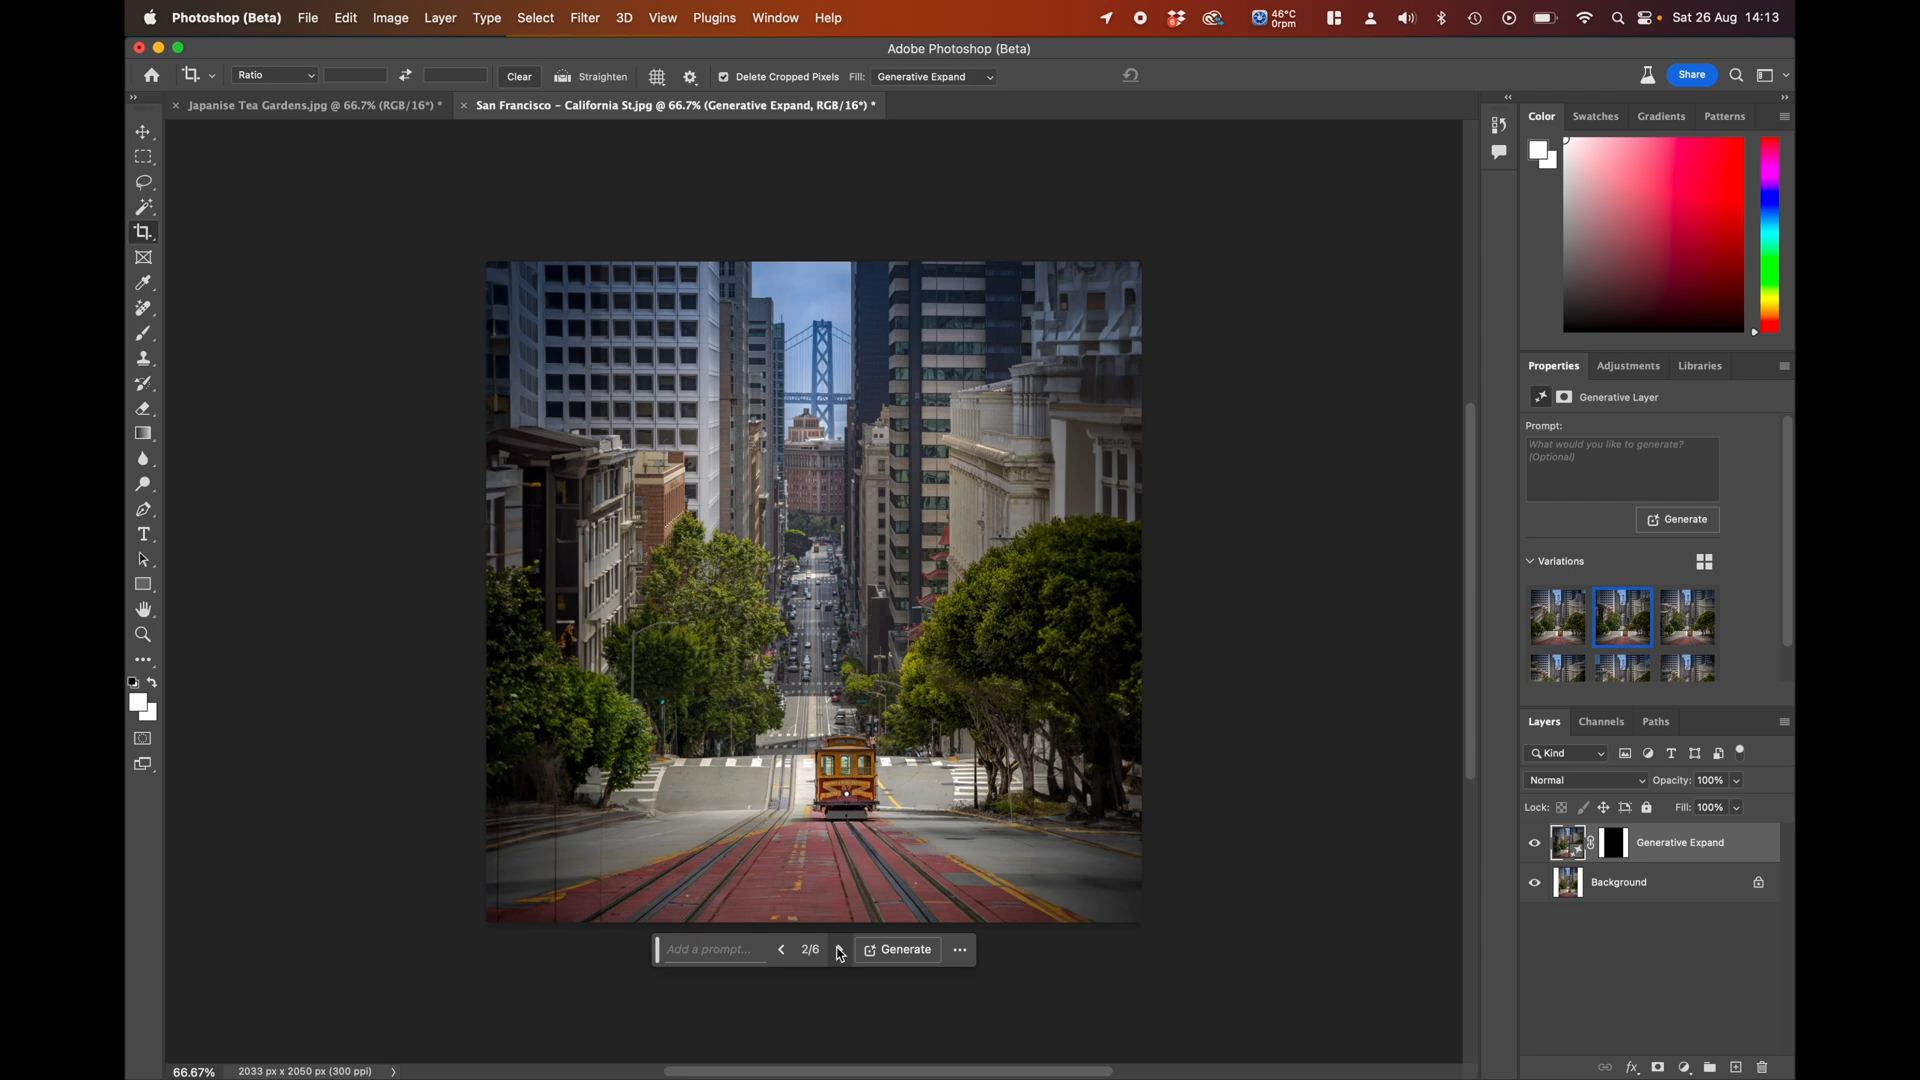 Photoshop (Beta) File Edit Image Layer Type Select Filter 3D View Plugins Window Help 6 46°C 0rpm Sat 26 Aug 14:13
Adobe Photoshop (Beta)
Ratio Clear Straighten Delete Cropped Pixels Fill: Generative Expand Share
Japanise Tea Gardens.jpg @ 66.7% (RGB/16*) * San Francisco – California St.jpg @ 66.7% (Generative Expand, RGB/16*) *
Color Swatches Gradients Patterns
Properties Adjustments Libraries
Generative Layer
Prompt:
What would you like to generate?
(Optional)
Generate
Variations
Layers Channels Paths
Kind
Normal Opacity: 100%
Lock: Fill: 100%
Generative Expand
Background
Add a prompt... 2/6 Generate
66.67% 2033 px x 2050 px (300 ppi)